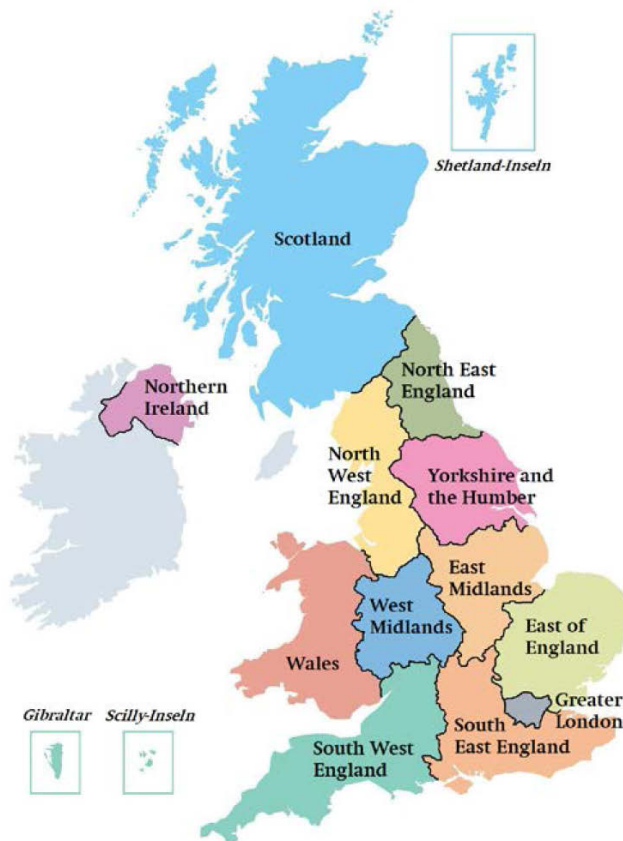 Shetland-Inseln
Scotland
North East
England
Northern
Ireland
North
West
England
Yorkshire and
the Humber
East
Midlands
West
Midlands
East of
England
Wales
Greater
London
Gibraltar
Scilly-Inseln
South West
England
South
East England